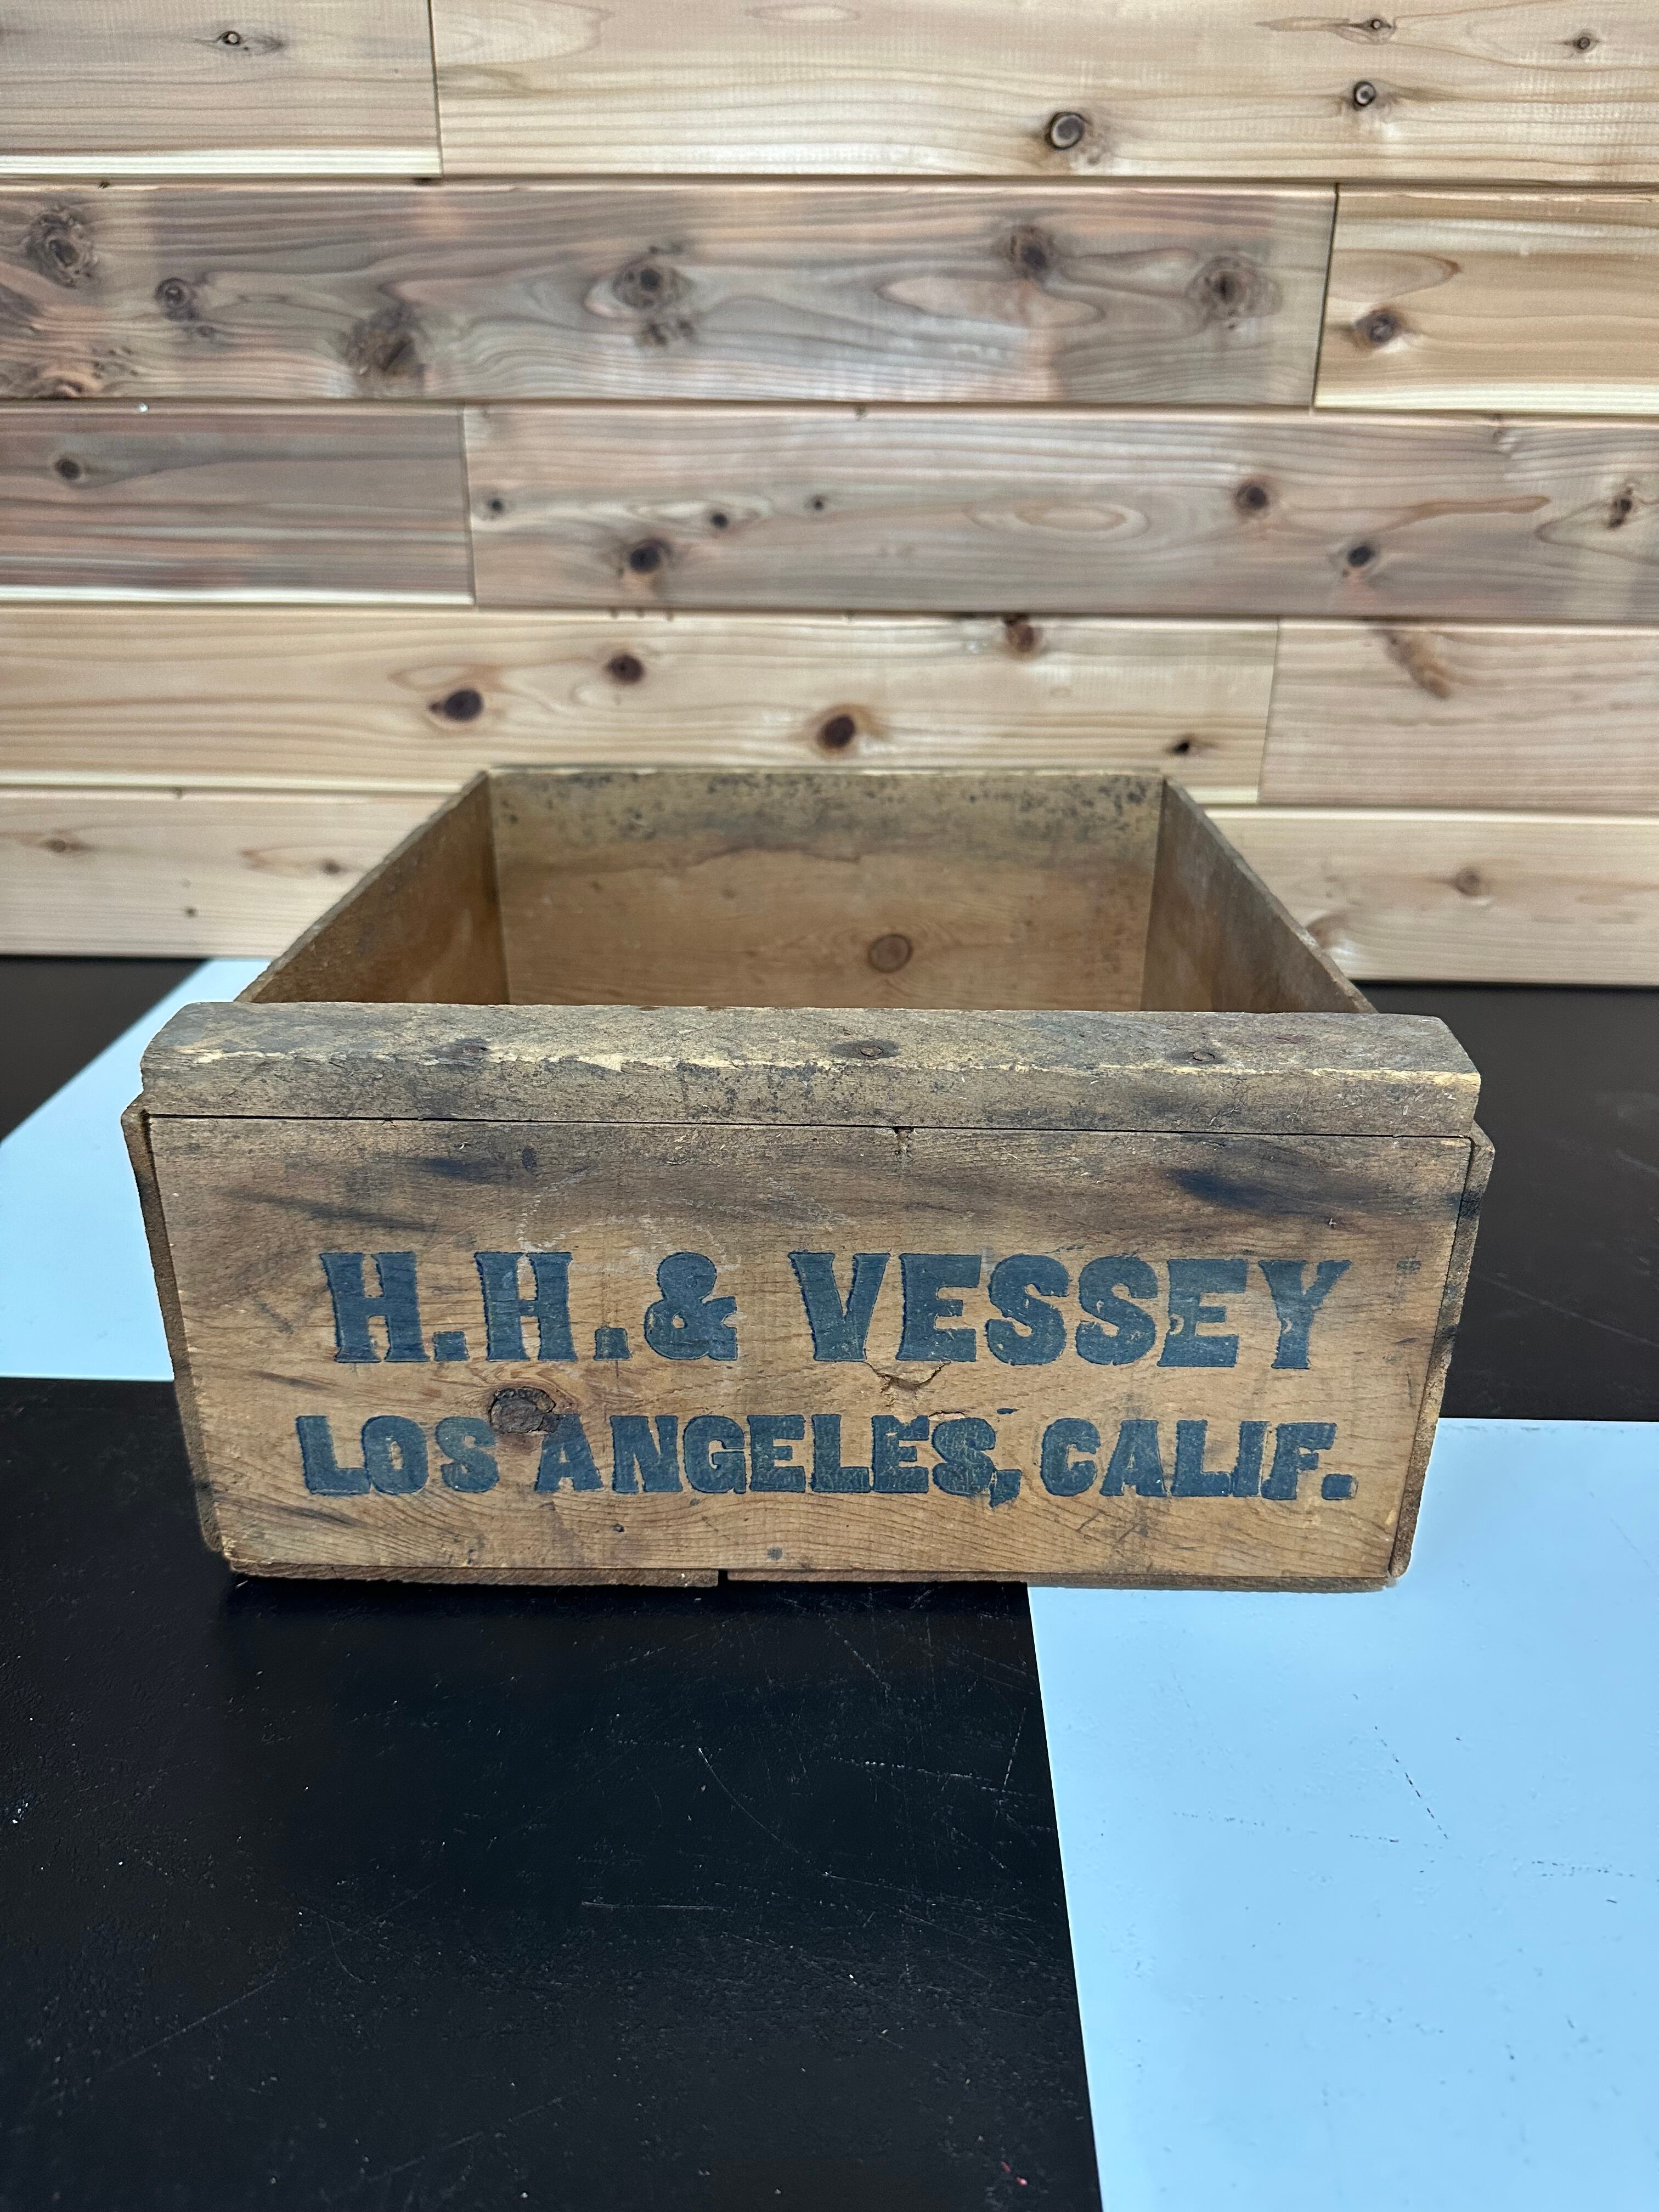 H.H.& VESSEY
LOS ANGELES, CALIF.